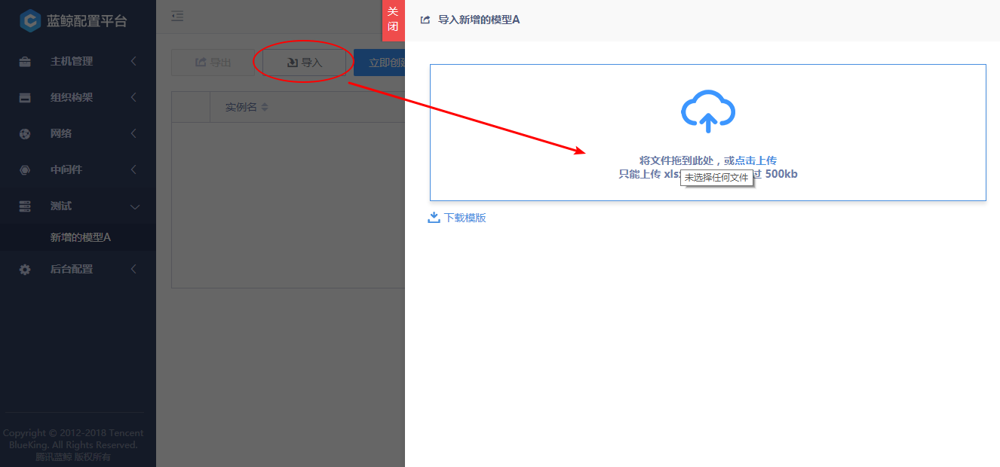 蓝鲸配置平台
主机管理
组织构架
网络
中间件
测试
新增的模型A
后台配置
Copyright © 2012-2018 Tencent
BlueKing. All Rights Reserved.
腾讯蓝鲸 版权所有
导出
导入
立即创建
实例名
关
闭
导入新增的模型A
将文件拖到此处，或点击上传
只能上传 xlsx 过 500kb
未选择任何文件
下载模版